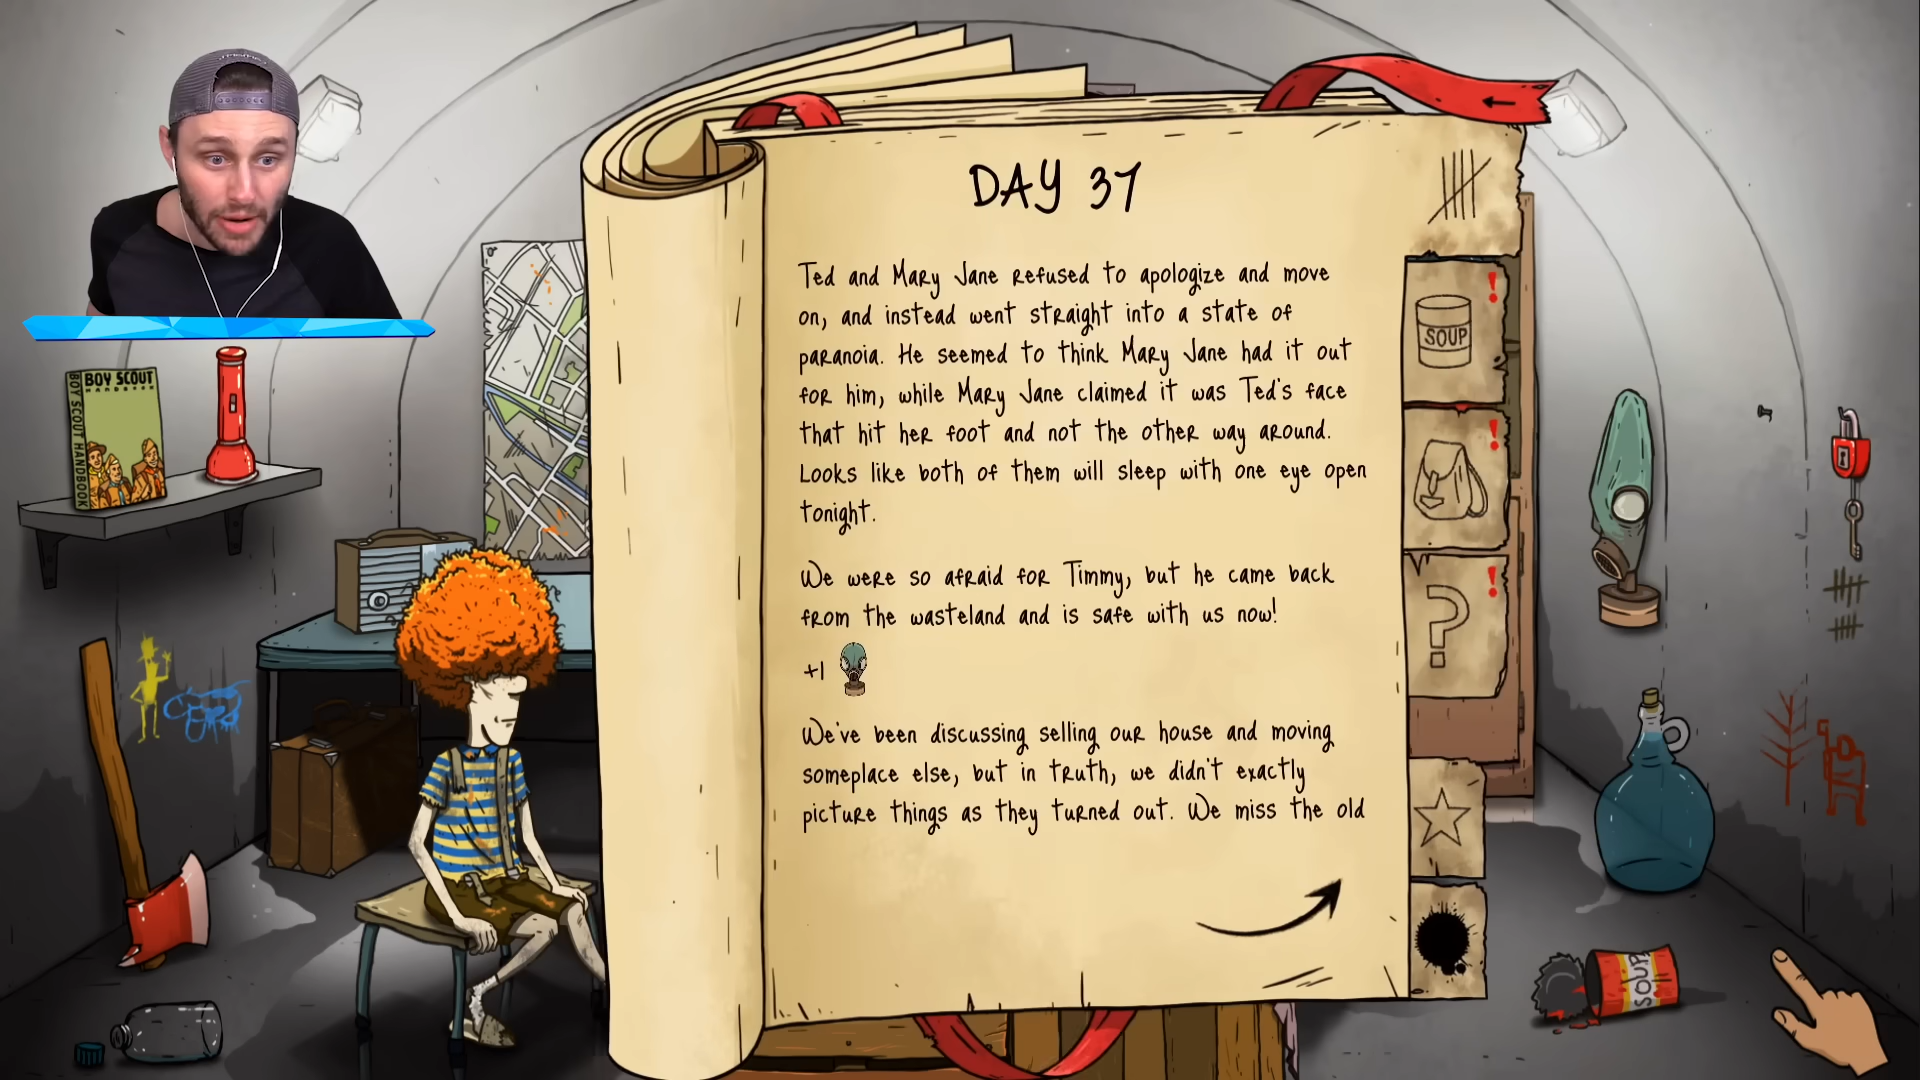 DAY 37
Ted and Mary Jane refused to apologize and move
on, and instead went straight into a state of
paranoia. He seemed to think Mary Jane had it out
for him, while Mary Jane claimed it was Ted's face
that hit her foot and not the other way around.
Looks like both of them will sleep with one eye open
tonight.
We were so afraid for Timmy, but he came back
from the wasteland and is safe with us now!
+1
We've been discussing selling our house and moving
someplace else, but in truth, we didn't exactly
picture things as they turned out. We miss the old
!
SOUP
!
!
?
BOY SCOUT
HANDBOOK
BOY SCOUT HANDBOOK
SOUP